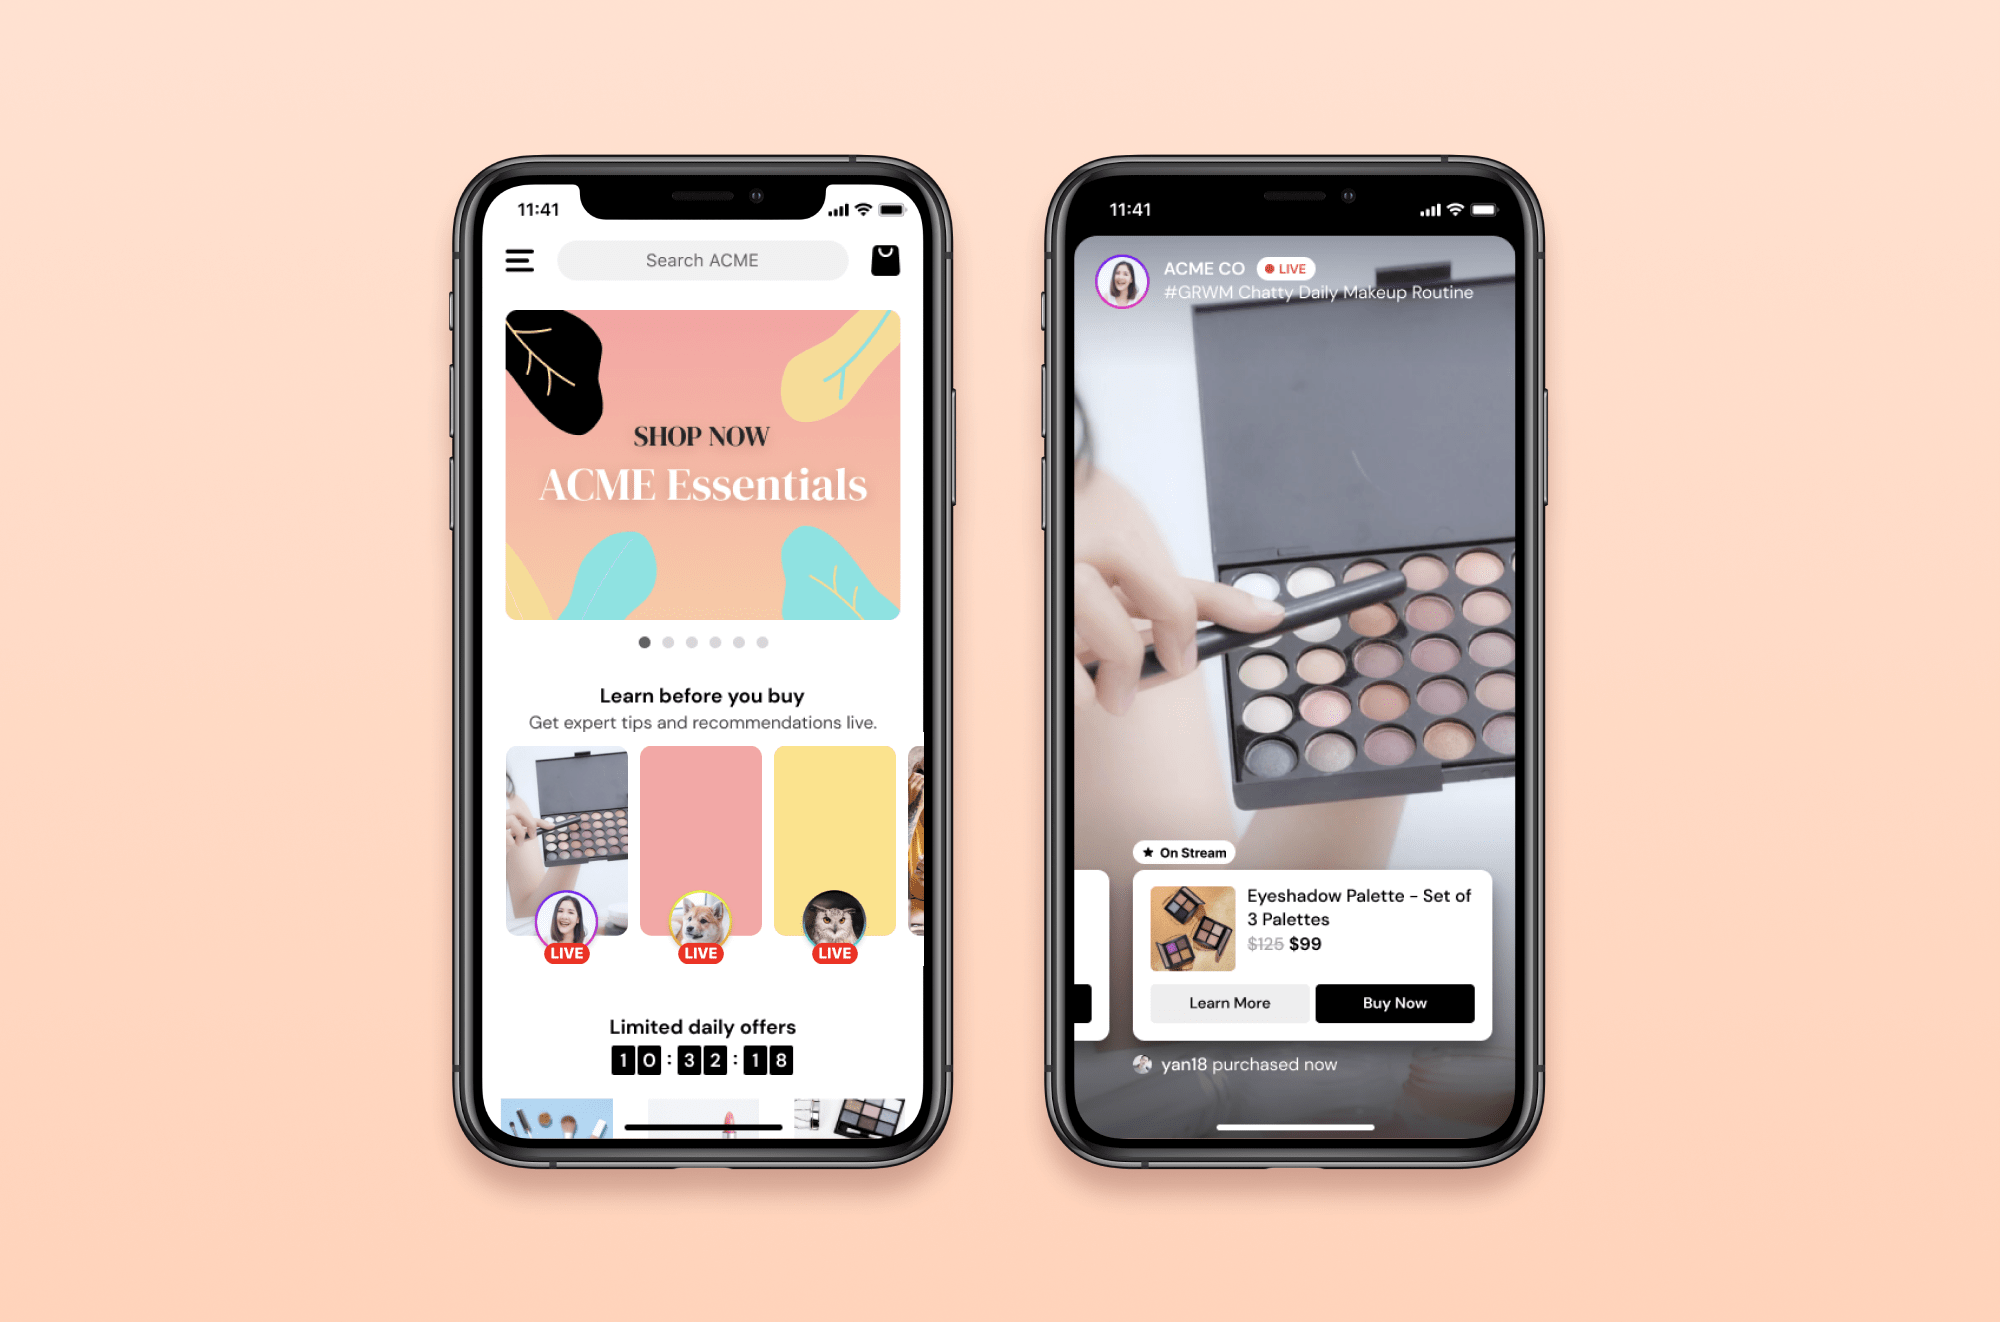 11:41
Search ACME
SHOP NOW
ACME Essentials
Learn before you buy
Get expert tips and recommendations live.
LIVE
LIVE
LIVE
Limited daily offers
10:32:18
11:41
ACME CO LIVE
#GRWM Chatty Daily Makeup Routine
On Stream
Eyeshadow Palette - Set of
3 Palettes
$125 $99
Learn More
Buy Now
yan18 purchased now